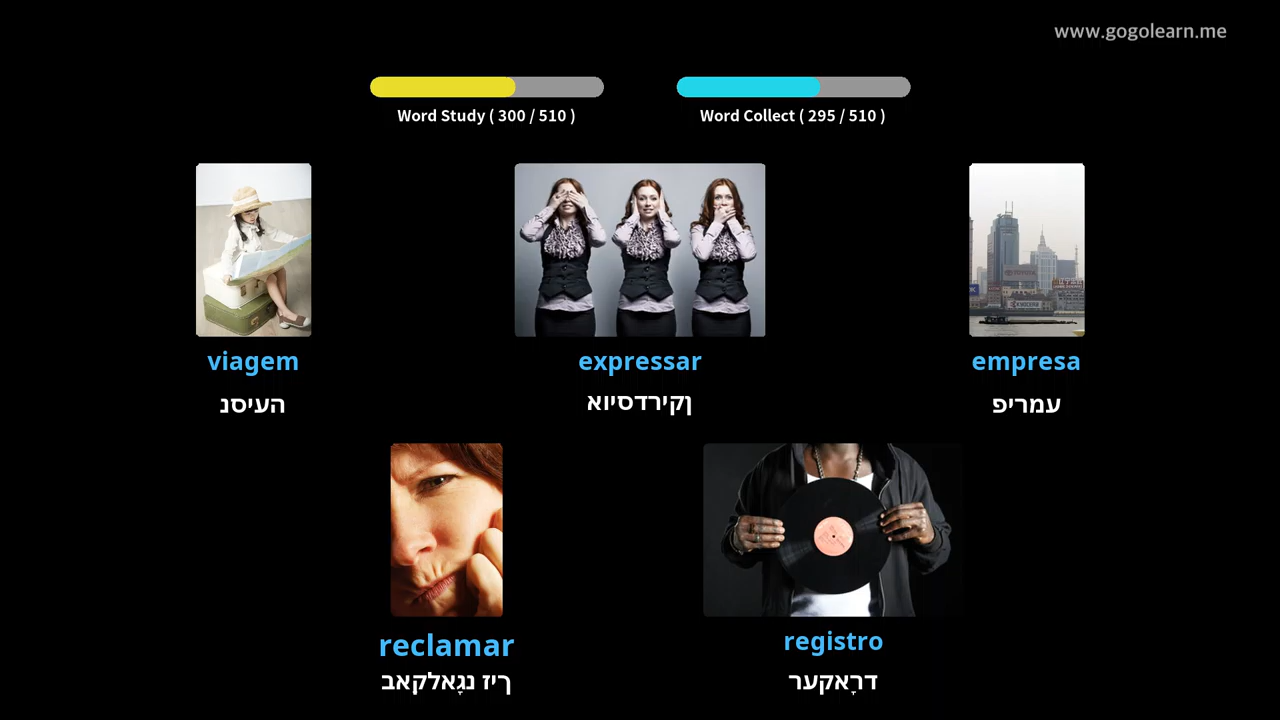 www.gogolearn.me
Word Study ( 300 / 510 )
Word Collect ( 295 / 510 )
viagem
expressar
empresa
העיסנ
ןקירדסיוא
עמריפ
reclamar
registro
ךיז נגָאלקאב
דרָאקער